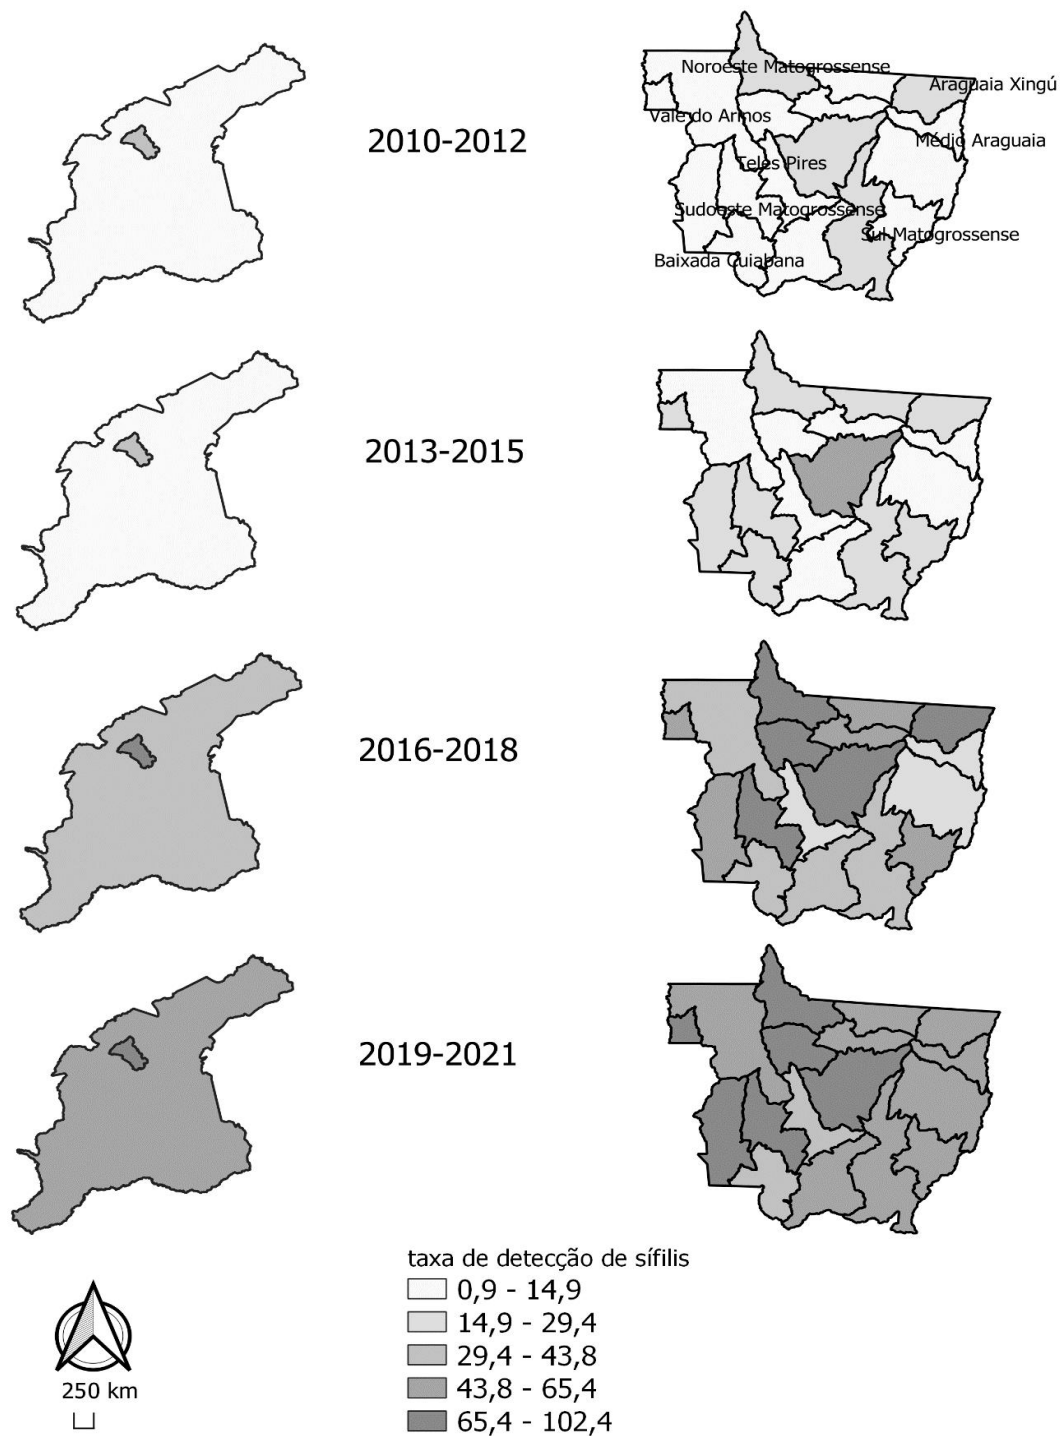 Noroeste Matogrossense
Araguaia Xingú
2010-2012
Vale do Arinos
Médio Araguaia
Teles Pires
Sudoeste Matogrossense
Sul Matogrossense
Baixada Cuiabana
2013-2015
2016-2018
2019-2021
taxa de detecção de sífilis
0,9 - 14,9
14,9 - 29,4
29,4 - 43,8
43,8 - 65,4
65,4 - 102,4
250 km